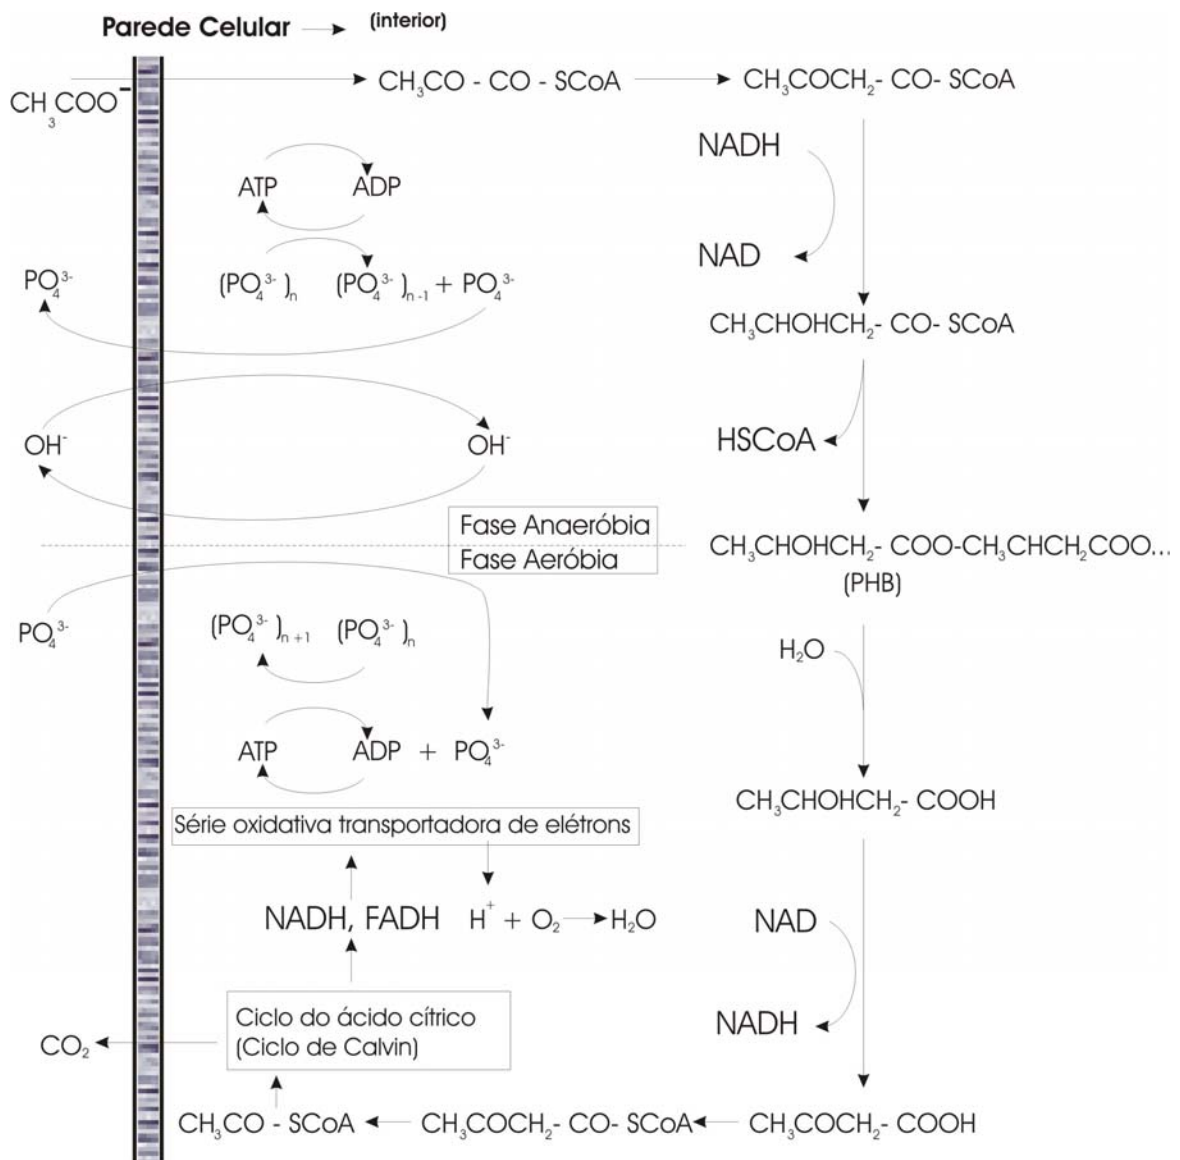 Parede Celular (interior)
CH₃COO⁻
CH₃CO - CO - SCoA
CH₃COCH₂- CO- SCoA
NADH
ATP ADP
NAD
PO₄³⁻
(PO₄³⁻)ₙ (PO₄³⁻)ₙ₋₁ + PO₄³⁻
CH₃CHOHCH₂- CO- SCoA
OH⁻
OH⁻
HSCoA
Fase Anaeróbia
Fase Aeróbia
CH₃CHOHCH₂- COO-CH₃CHCH₂COO...
(PHB)
PO₄³⁻
(PO₄³⁻)ₙ₊₁ (PO₄³⁻)ₙ
H₂O
ATP ADP + PO₄³⁻
CH₃CHOHCH₂- COOH
Série oxidativa transportadora de elétrons
NADH, FADH
H⁺ + O₂ H₂O
NAD
Ciclo do ácido cítrico
(Ciclo de Calvin)
NADH
CO₂
CH₃CO - SCoA
CH₃COCH₂- CO- SCoA
CH₃COCH₂- COOH